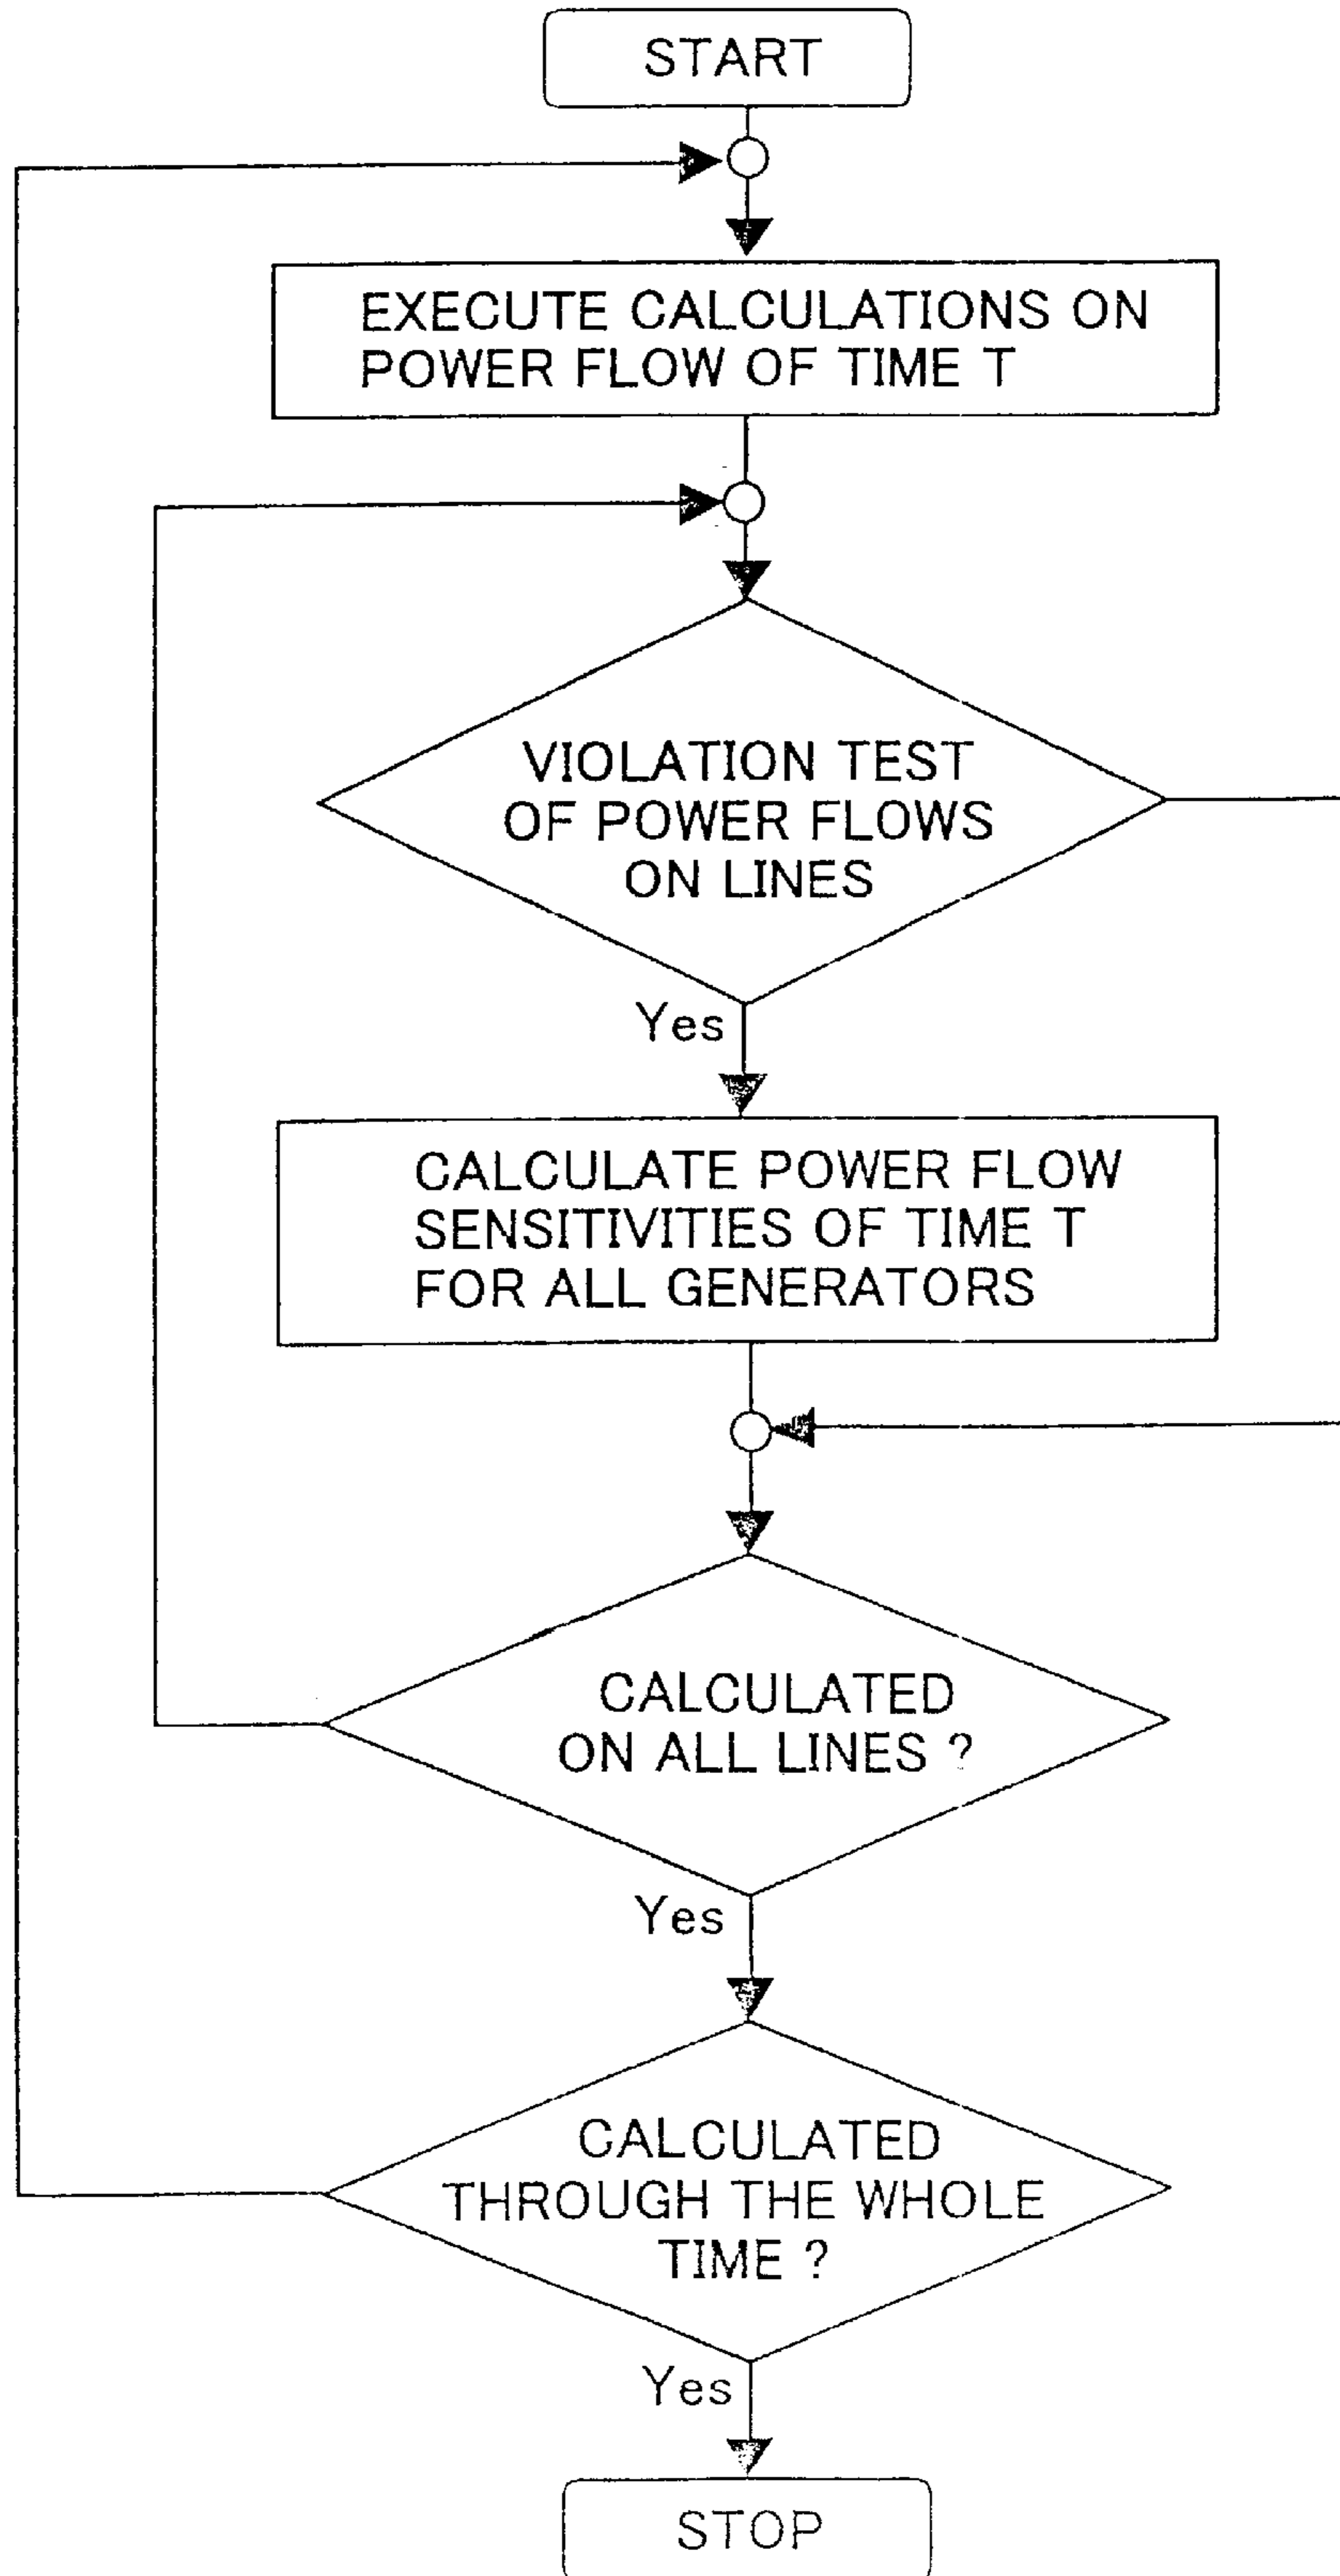 START
EXECUTE CALCULATIONS ON
POWER FLOW OF TIME T
VIOLATION TEST
OF POWER FLOWS
ON LINES
Yes
CALCULATE POWER FLOW
SENSITIVITIES OF TIME T
FOR ALL GENERATORS
CALCULATED
ON ALL LINES ?
Yes
CALCULATED
THROUGH THE WHOLE
TIME ?
Yes
STOP